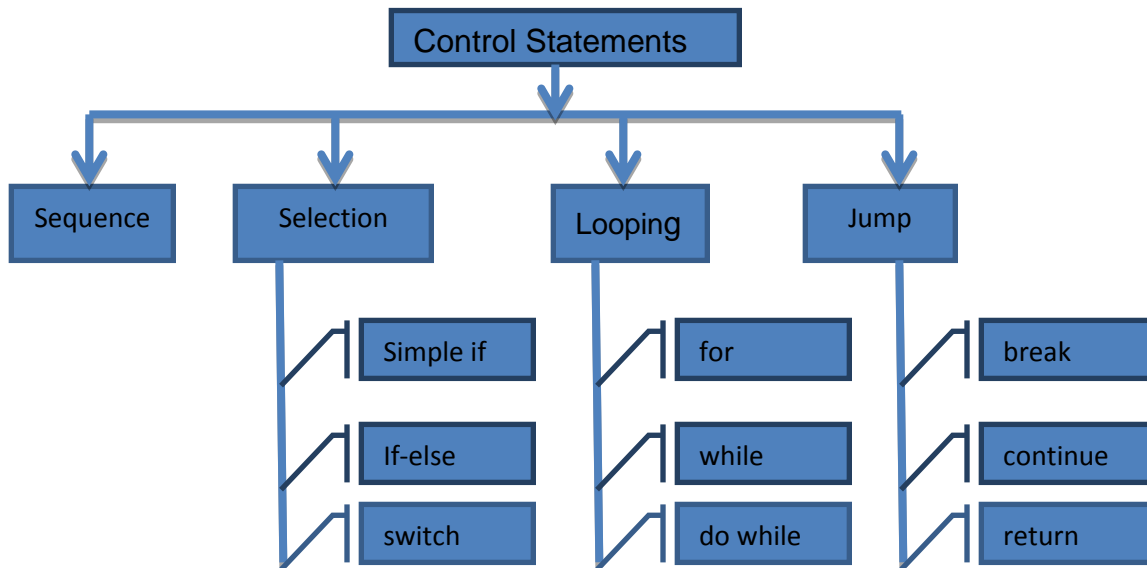 Control Statements
Sequence
Selection
Looping
Jump
Simple if
for
break
If-else
while
continue
switch
do while
return